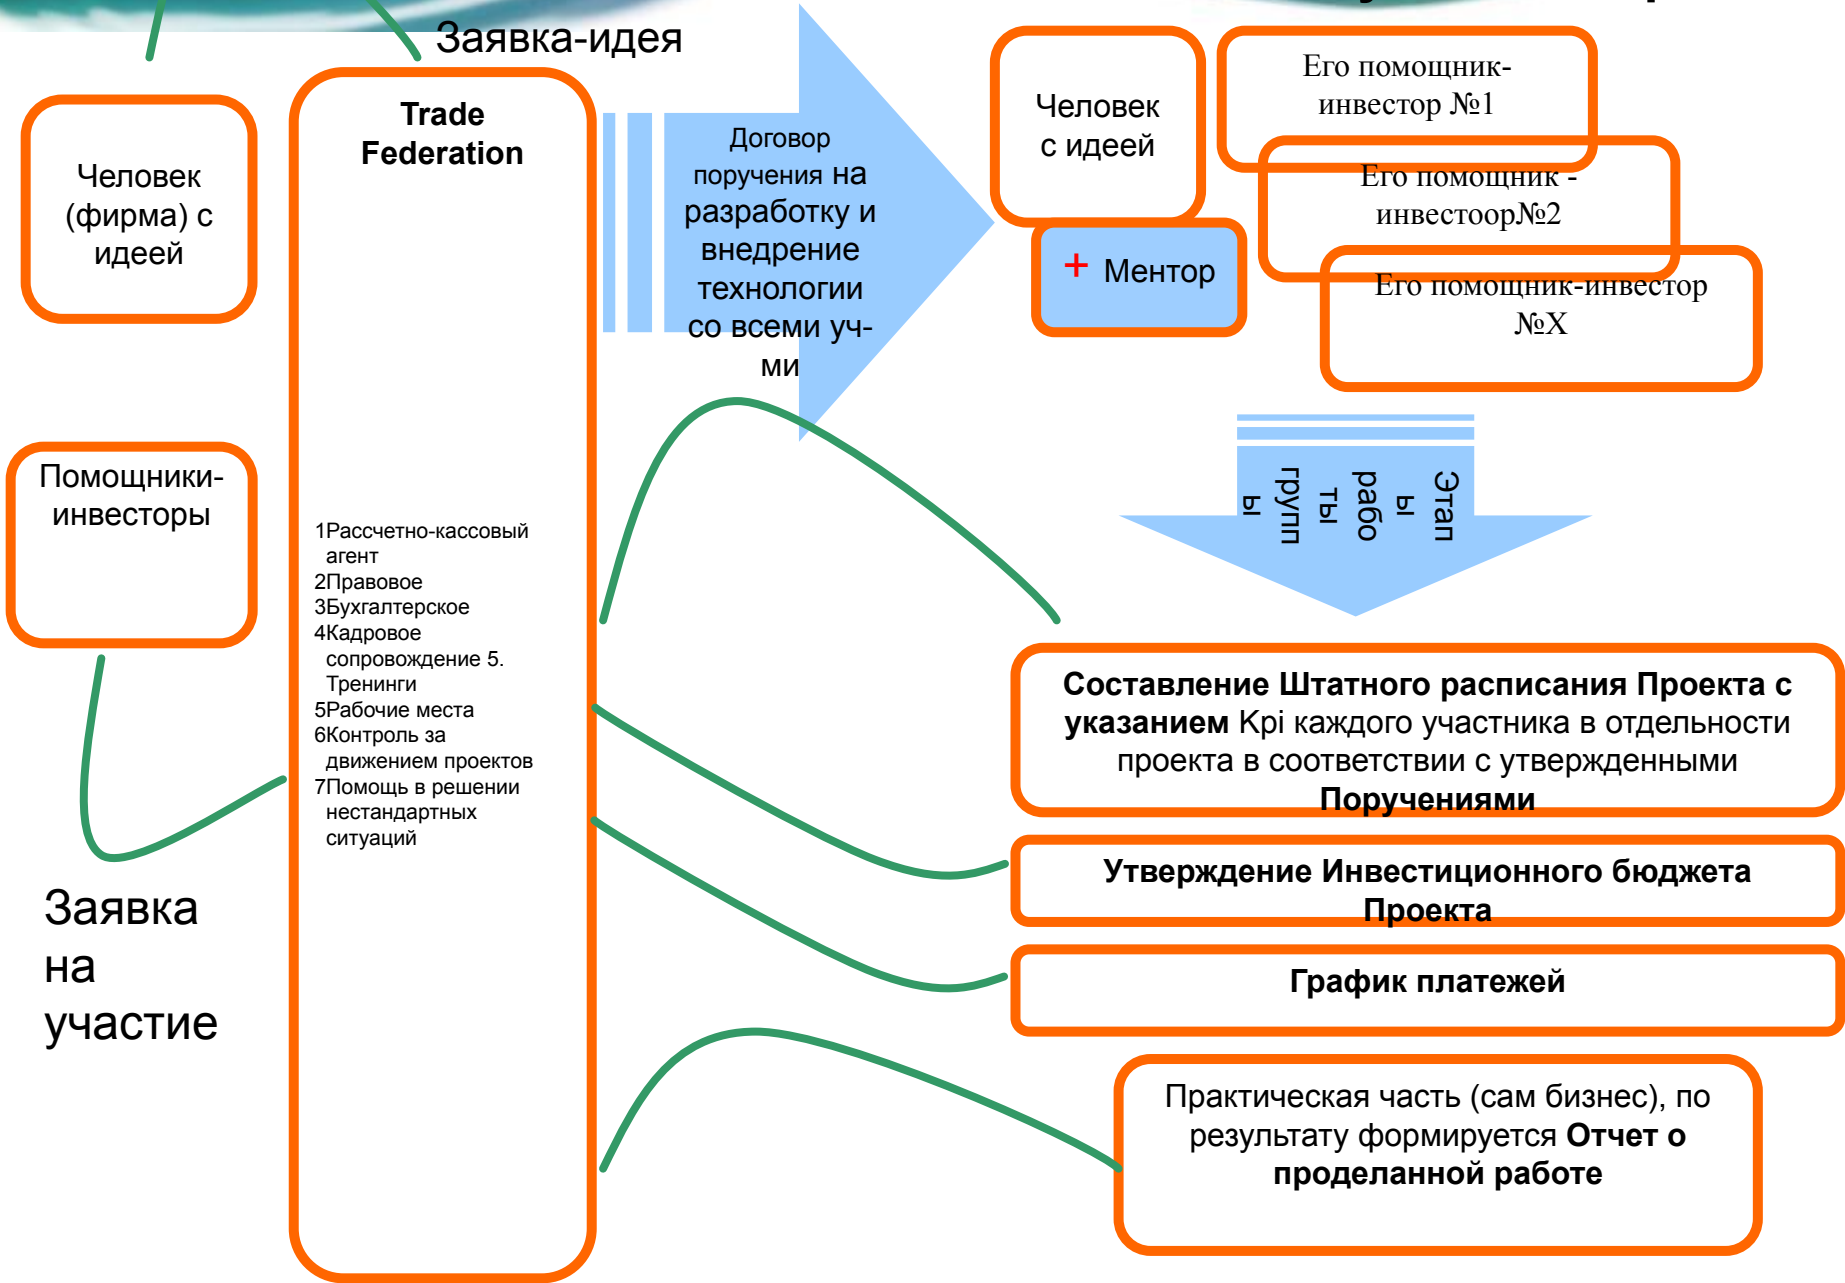 Заявка-идея
Человек
(фирма) с
идеей
Trade
Federation
Договор
поручения на
разработку и
внедрение
технологии
со всеми уч-
ми
Человек
с идеей
+ Ментор
Его помощник-
инвестор №1
Его помощник -
инвестоор№2
Его помощник-инвестор
№Х
Помощники-
инвесторы
1Рассчетно-кассовый
агент
2Правовое
3Бухгалтерское
4Кадровое
сопровождение 5.
Тренинги
5Рабочие места
6Контроль за
движением проектов
7Помощь в решении
нестандартных
ситуаций
Этап
ы
рабо
ты
групп
ы
Составление Штатного расписания Проекта с
указанием Kpi каждого участника в отдельности
проекта в соответствии с утвержденными
Поручениями
Утверждение Инвестиционного бюджета
Проекта
График платежей
Заявка
на
участие
Практическая часть (сам бизнес), по
результату формируется Отчет о
проделанной работе